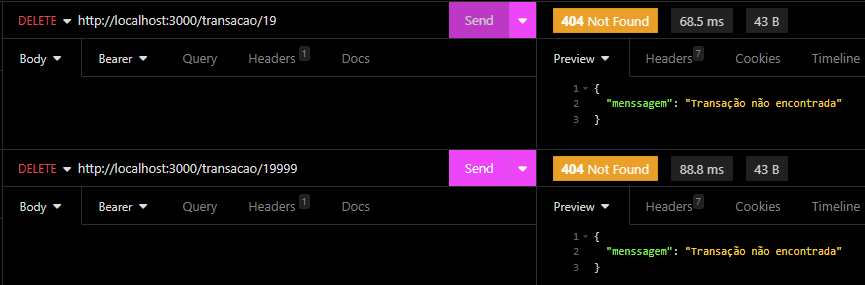 DELETE http://localhost:3000/transacao/19 Send 404 Not Found 68.5 ms 43 B
Body Bearer Query Headers 1 Docs Preview Headers 7 Cookies Timeline
1 {
2 "menssagem": "Transação não encontrada"
3 }
DELETE http://localhost:3000/transacao/19999 Send 404 Not Found 88.8 ms 43 B
Body Bearer Query Headers 1 Docs Preview Headers 7 Cookies Timeline
1 {
2 "menssagem": "Transação não encontrada"
3 }